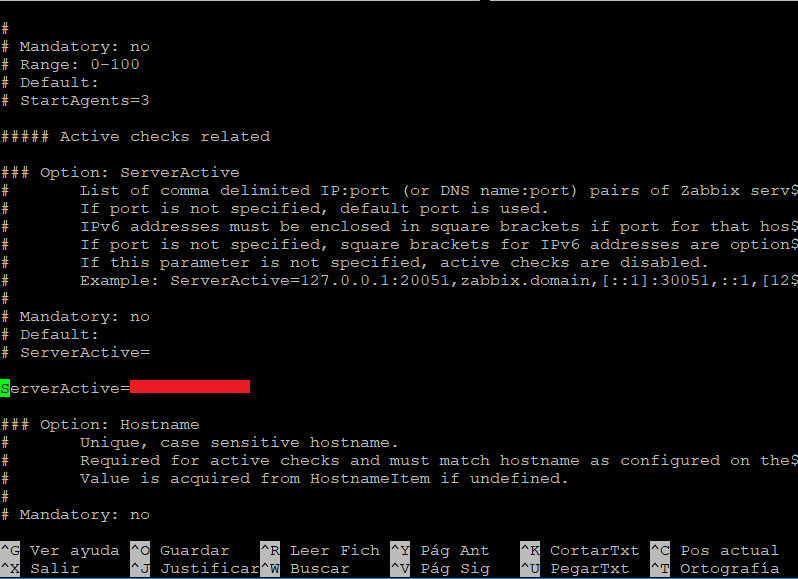 #
# Mandatory: no
# Range: 0-100
# Default:
# StartAgents=3
##### Active checks related
### Option: ServerActive
#       List of comma delimited IP:port (or DNS name:port) pairs of Zabbix serv$
#       If port is not specified, default port is used.
#       IPv6 addresses must be enclosed in square brackets if port for that hos$
#       If port is not specified, square brackets for IPv6 addresses are option$
#       If this parameter is not specified, active checks are disabled.
#       Example: ServerActive=127.0.0.1:20051,zabbix.domain,[::1]:30051,::1,[12$
#
# Mandatory: no
# Default:
# ServerActive=
ServerActive=
### Option: Hostname
#       Unique, case sensitive hostname.
#       Required for active checks and must match hostname as configured on the$
#       Value is acquired from HostnameItem if undefined.
#
# Mandatory: no
^G Ver ayuda ^O Guardar ^R Leer Fich ^Y Pág Ant ^K CortarTxt ^C Pos actual
^X Salir ^J Justificar ^W Buscar ^V Pág Sig ^U PegarTxt ^T Ortografía